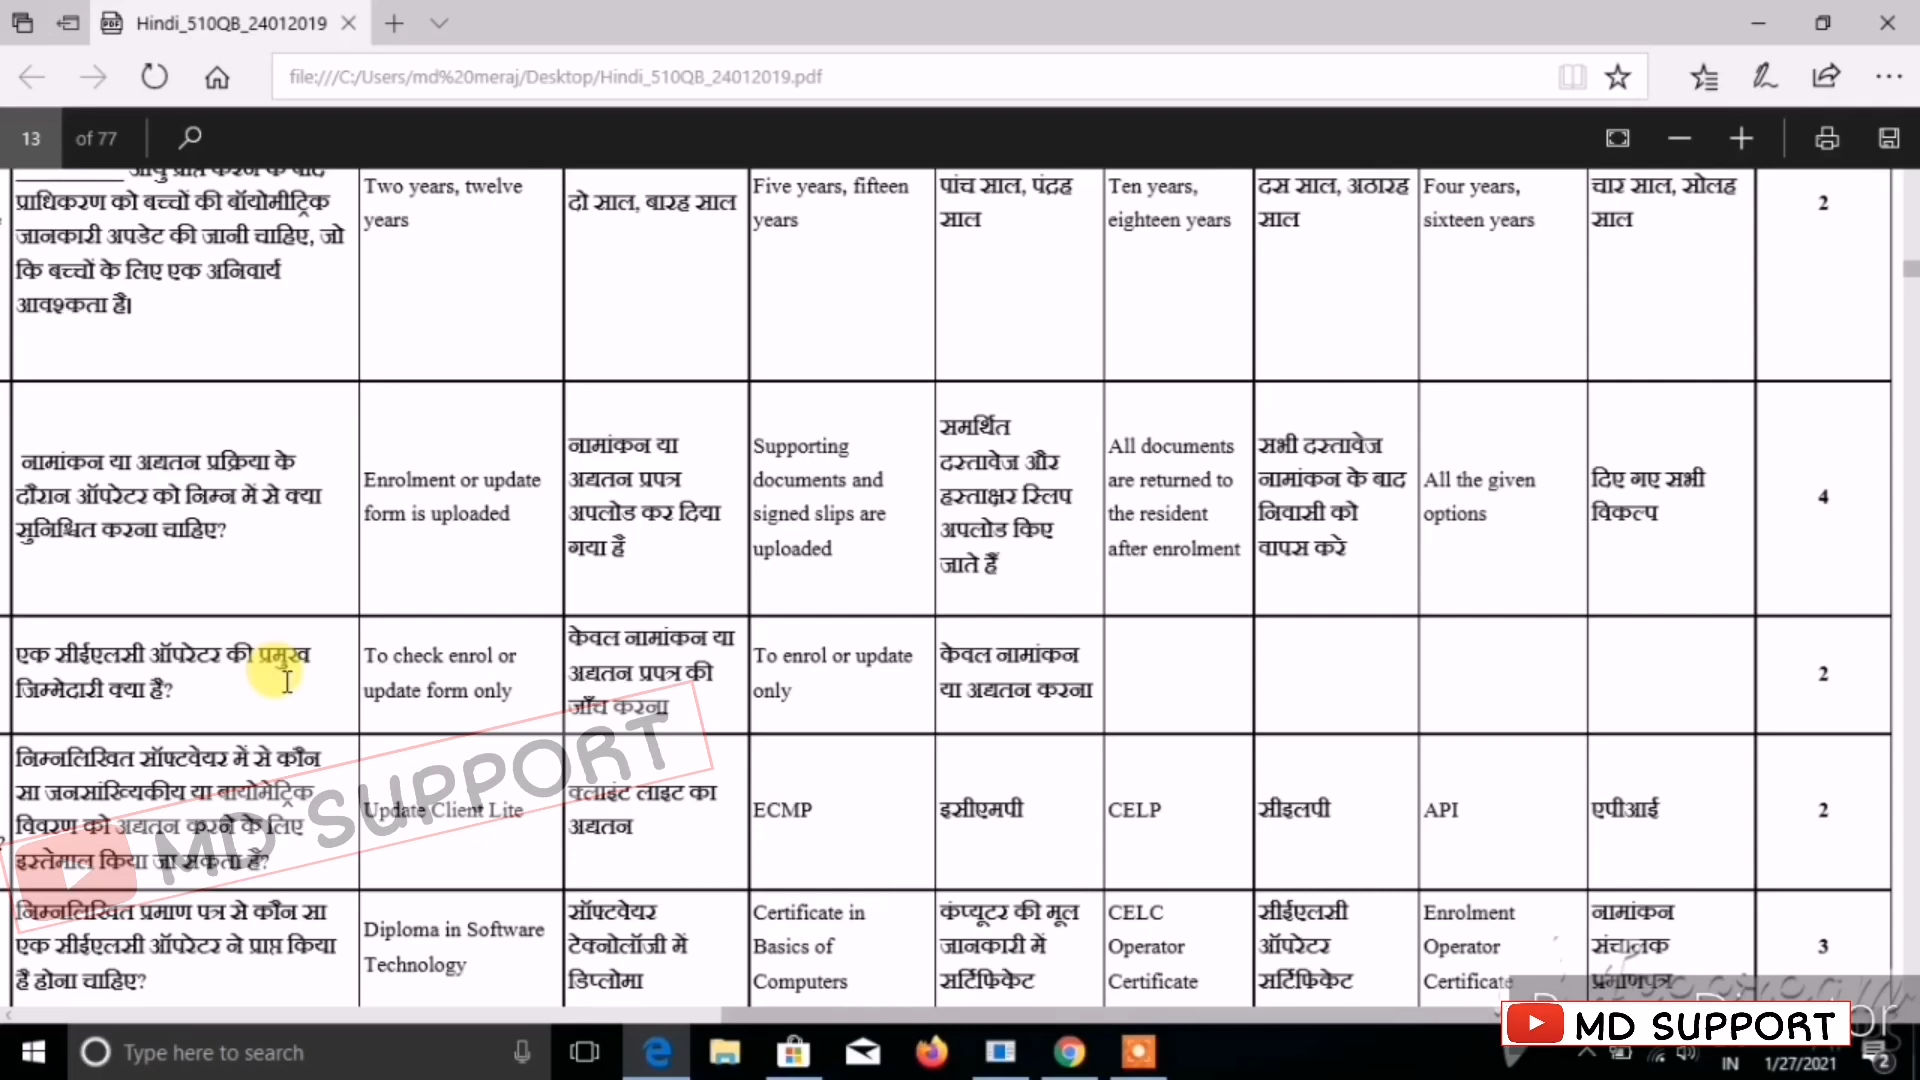 Hindi_510QB_24012019
file:///C:/Users/md%20meraj/Desktop/Hindi_510QB_24012019.pdf
13 of 77
प्राधिकरण को बच्चों की बॉयोमीट्रिक
जानकारी अपडेट की जानी चाहिए, जो
कि बच्चों के लिए एक अनिवार्य
आवश्कता है।
Two years, twelve
years
दो साल, बारह साल
Five years, fifteen
years
पांच साल, पंद्रह
साल
Ten years,
eighteen years
दस साल, अठारह
साल
Four years,
sixteen years
चार साल, सोलह
साल
2
नामांकन या अद्यतन प्रक्रिया के
दौरान ऑपरेटर को निम्न में से क्या
सुनिश्चित करना चाहिए?
Enrolment or update
form is uploaded
नामांकन या
अद्यतन प्रपत्र
अपलोड कर दिया
गया है
Supporting
documents and
signed slips are
uploaded
समर्थित
दस्तावेज और
हस्ताक्षर स्लिप
अपलोड किए
जाते हैं
All documents
are returned to
the resident
after enrolment
सभी दस्तावेज
नामांकन के बाद
निवासी को
वापस करे
All the given
options
दिए गए सभी
विकल्प
4
एक सीईएलसी ऑपरेटर की प्रमुख
जिम्मेदारी क्या है?
To check enrol or
update form only
केवल नामांकन या
अद्यतन प्रपत्र की
जाँच करना
To enrol or update
only
केवल नामांकन
या अद्यतन करना
2
निम्नलिखित सॉफ्टवेयर में से कौन
सा जनसांख्यिकीय या बायोमेट्रिक
विवरण को अद्यतन करने के लिए
इस्तेमाल किया जा सकता है?
Update Client Lite
क्लाइंट लाइट का
अद्यतन
ECMP
इसीएमपी
CELP
सीइलपी
API
एपीआई
2
निम्नलिखित प्रमाण पत्र से कौन सा
एक सीईएलसी ऑपरेटर ने प्राप्त किया
हैं होना चाहिए?
Diploma in Software
Technology
सॉफ्टवेयर
टेक्नोलॉजी में
डिप्लोमा
Certificate in
Basics of
Computers
कंप्यूटर की मूल
जानकारी में
सर्टिफिकेट
CELC
Operator
Certificate
सीईएलसी
ऑपरेटर
सर्टिफिकेट
Enrolment
Operator
Certificate
नामांकन
संचालक
प्रमाणपत्र
3
MD SUPPORT
MD SUPPORT
Type here to search
IN
1/27/2021
2